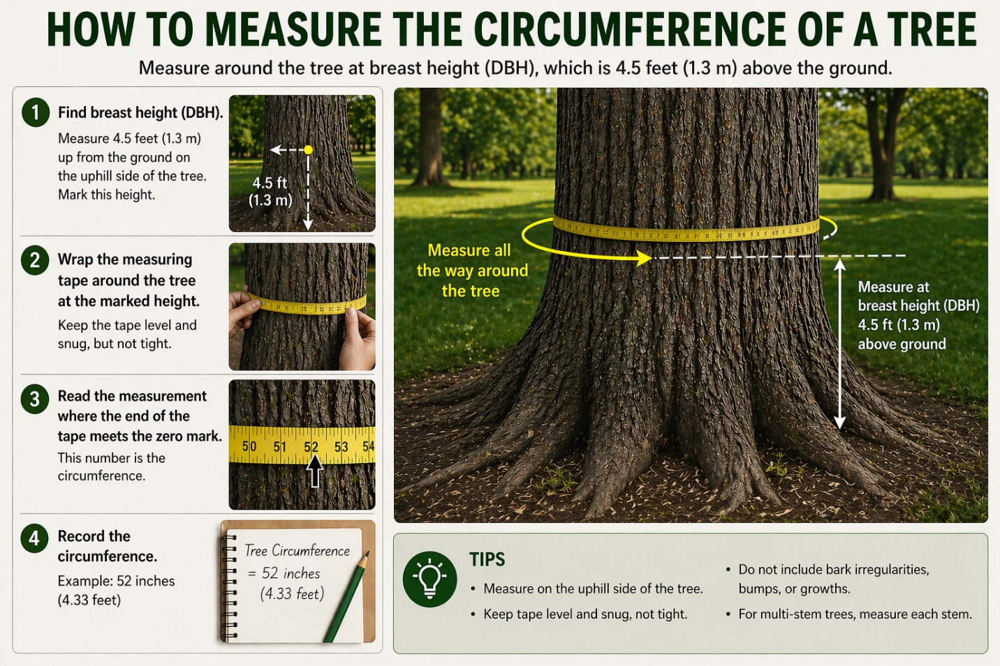 HOW TO MEASURE THE CIRCUMFERENCE OF A TREE
Measure around the tree at breast height (DBH), which is 4.5 feet (1.3 m) above the ground.
1
Find breast height (DBH).
Measure 4.5 feet (1.3 m)
up from the ground on
the uphill side of the tree.
Mark this height.
4.5 ft
(1.3 m)
2
Wrap the measuring
tape around the tree
at the marked height.
Keep the tape level and
snug, but not tight.
3
Read the measurement
where the end of the
tape meets the zero mark.
This number is the
circumference.
50 51 52 53 54
4
Record the
circumference.
Example: 52 inches
(4.33 feet)
Tree Circumference
= 52 inches
(4.33 feet)
Measure all
the way around
the tree
Measure at
breast height (DBH)
4.5 ft (1.3 m)
above ground
TIPS
• Measure on the uphill side of the tree.
• Keep tape level and snug, not tight.
• Do not include bark irregularities,
bumps, or growths.
• For multi-stem trees, measure each stem.